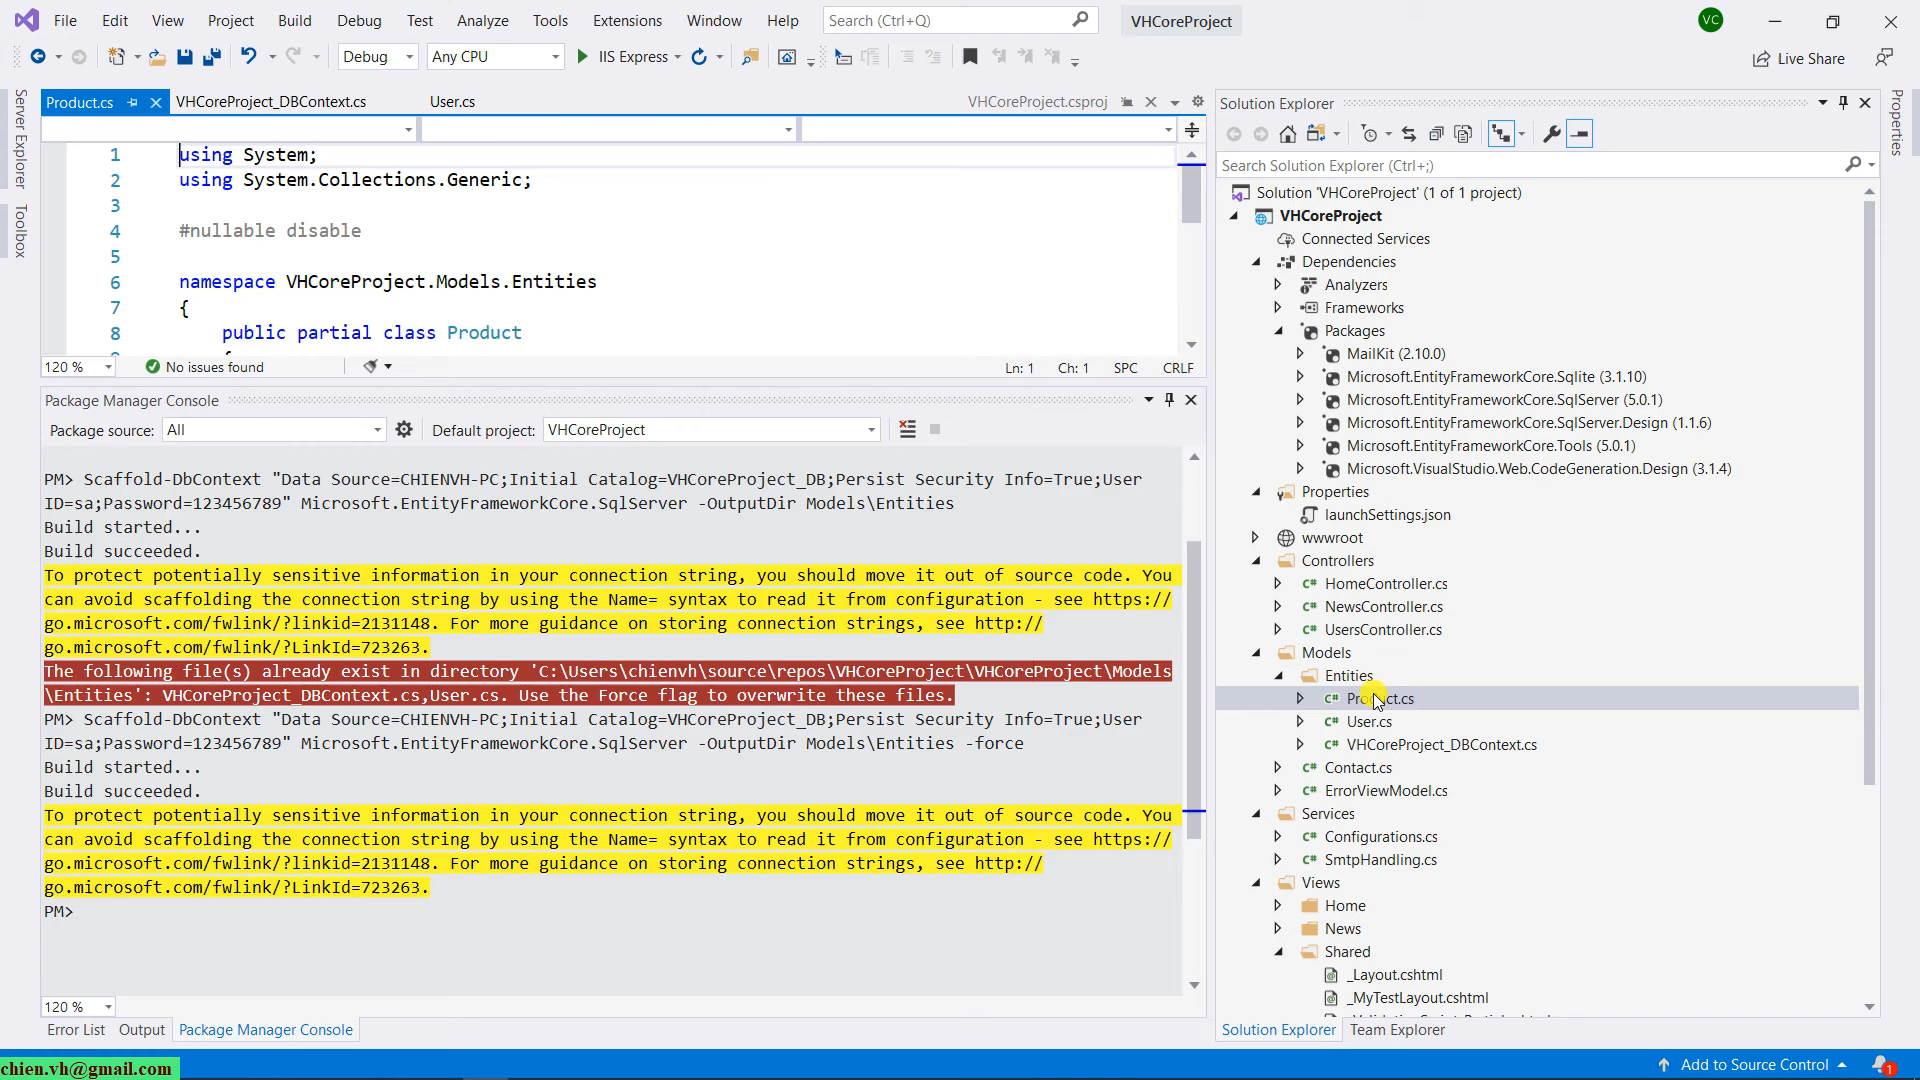 File Edit View Project Build Debug Test Analyze Tools Extensions Window Help Search (Ctrl+Q) VHCoreProject VC
Debug Any CPU IIS Express Live Share
Server Explorer
Toolbox
Product.cs VHCoreProject_DBContext.cs User.cs VHCoreProject.csproj
1 using System;
2 using System.Collections.Generic;
3
4 #nullable disable
5
6 namespace VHCoreProject.Models.Entities
7 {
8 public partial class Product
120 % No issues found Ln: 1 Ch: 1 SPC CRLF
Package Manager Console
Package source: All Default project: VHCoreProject
PM> Scaffold-DbContext "Data Source=CHIENVH-PC;Initial Catalog=VHCoreProject_DB;Persist Security Info=True;User
ID=sa;Password=123456789" Microsoft.EntityFrameworkCore.SqlServer -OutputDir Models\Entities
Build started...
Build succeeded.
To protect potentially sensitive information in your connection string, you should move it out of source code. You
can avoid scaffolding the connection string by using the Name= syntax to read it from configuration - see https://
go.microsoft.com/fwlink/?linkid=2131148. For more guidance on storing connection strings, see http://
go.microsoft.com/fwlink/?LinkId=723263.
The following file(s) already exist in directory 'C:\Users\chienvh\source\repos\VHCoreProject\VHCoreProject\Models
\Entities': VHCoreProject_DBContext.cs,User.cs. Use the Force flag to overwrite these files.
PM> Scaffold-DbContext "Data Source=CHIENVH-PC;Initial Catalog=VHCoreProject_DB;Persist Security Info=True;User
ID=sa;Password=123456789" Microsoft.EntityFrameworkCore.SqlServer -OutputDir Models\Entities -force
Build started...
Build succeeded.
To protect potentially sensitive information in your connection string, you should move it out of source code. You
can avoid scaffolding the connection string by using the Name= syntax to read it from configuration - see https://
go.microsoft.com/fwlink/?linkid=2131148. For more guidance on storing connection strings, see http://
go.microsoft.com/fwlink/?LinkId=723263.
PM>
120 %
Error List Output Package Manager Console
Solution Explorer
Search Solution Explorer (Ctrl+;)
Solution 'VHCoreProject' (1 of 1 project)
VHCoreProject
Connected Services
Dependencies
Analyzers
Frameworks
Packages
MailKit (2.10.0)
Microsoft.EntityFrameworkCore.Sqlite (3.1.10)
Microsoft.EntityFrameworkCore.SqlServer (5.0.1)
Microsoft.EntityFrameworkCore.SqlServer.Design (1.1.6)
Microsoft.EntityFrameworkCore.Tools (5.0.1)
Microsoft.VisualStudio.Web.CodeGeneration.Design (3.1.4)
Properties
launchSettings.json
wwwroot
Controllers
C# HomeController.cs
C# NewsController.cs
C# UsersController.cs
Models
Entities
C# Product.cs
C# User.cs
C# VHCoreProject_DBContext.cs
C# Contact.cs
C# ErrorViewModel.cs
Services
C# Configurations.cs
C# SmtpHandling.cs
Views
Home
News
Shared
_Layout.cshtml
_MyTestLayout.cshtml
Solution Explorer Team Explorer
Properties
chien.vh@gmail.com
Add to Source Control 1